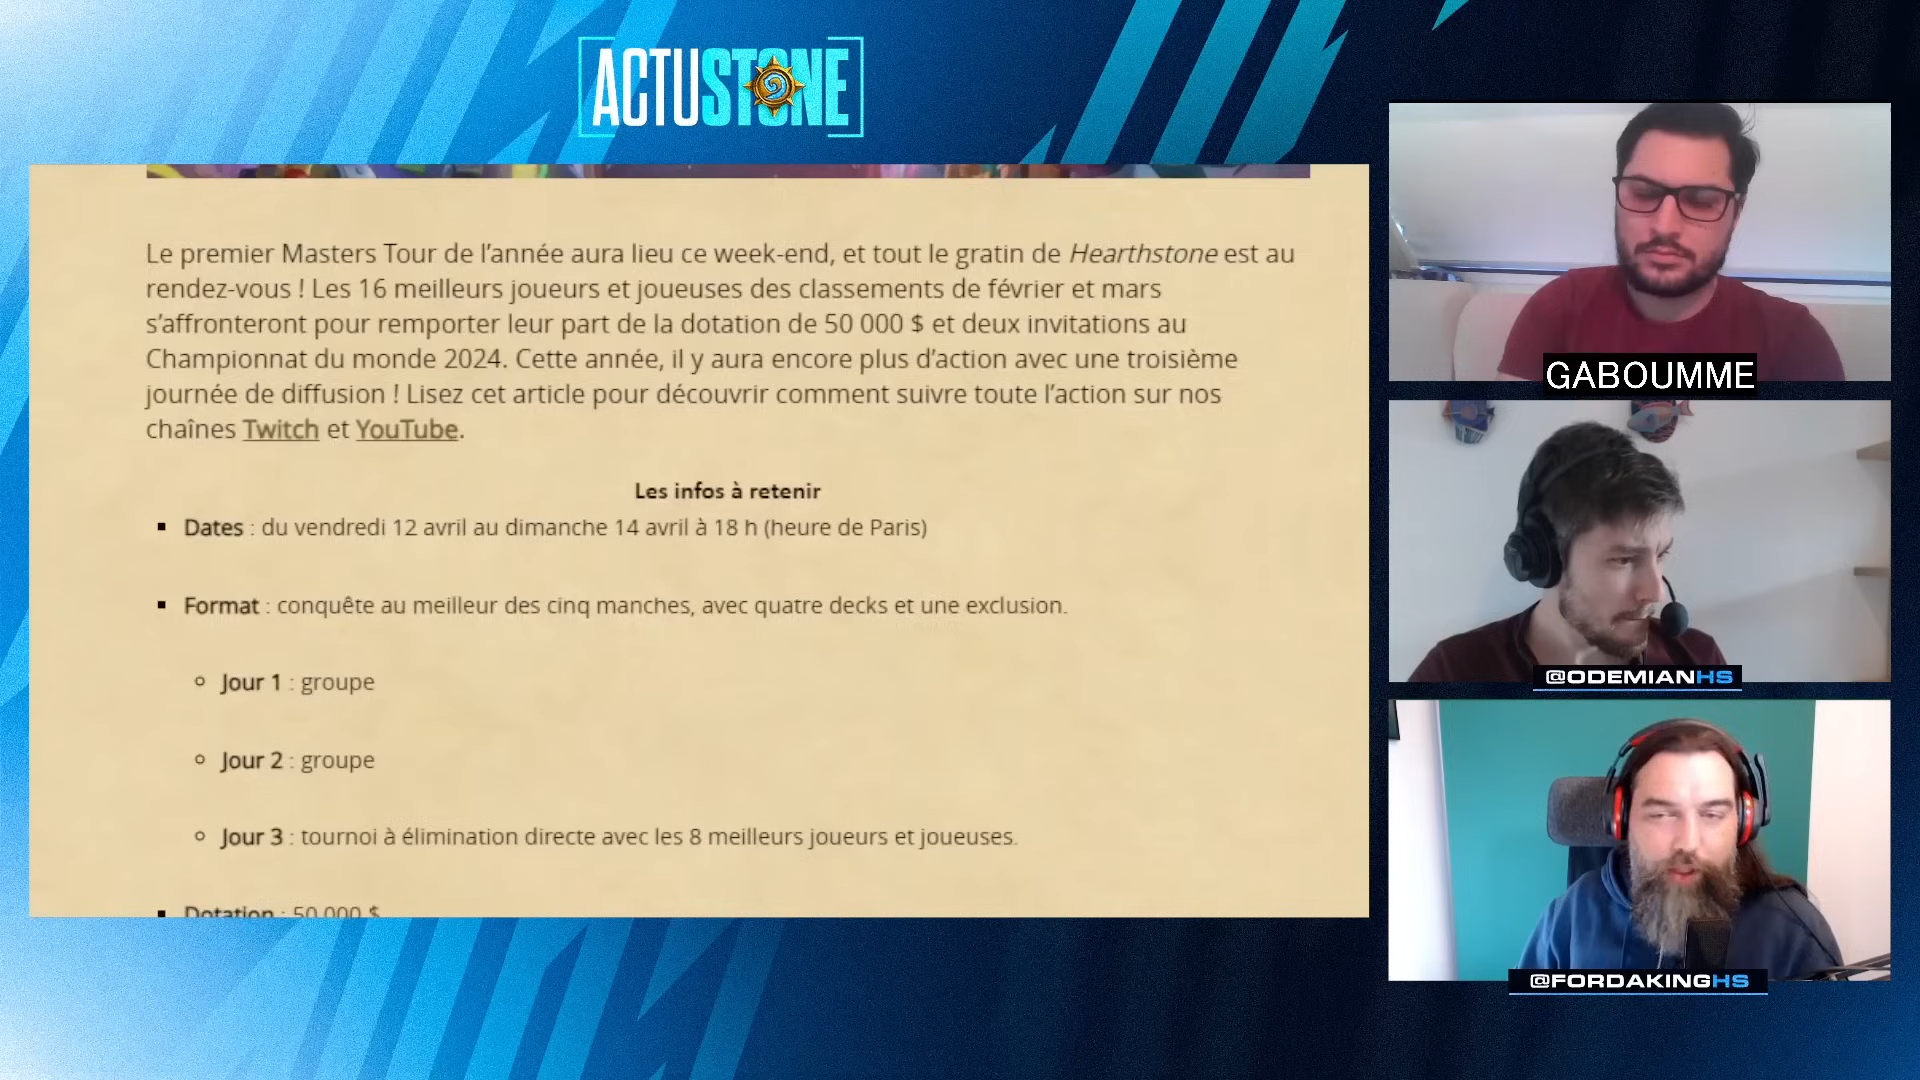 ACTUSTONE
Le premier Masters Tour de l'année aura lieu ce week-end, et tout le gratin de Hearthstone est au
rendez-vous ! Les 16 meilleurs joueurs et joueuses des classements de février et mars
s'affronteront pour remporter leur part de la dotation de 50 000 $ et deux invitations au
Championnat du monde 2024. Cette année, il y aura encore plus d'action avec une troisième
journée de diffusion ! Lisez cet article pour découvrir comment suivre toute l'action sur nos
chaînes Twitch et YouTube.
Les infos à retenir
▪ Dates : du vendredi 12 avril au dimanche 14 avril à 18 h (heure de Paris)
▪ Format : conquête au meilleur des cinq manches, avec quatre decks et une exclusion.
○ Jour 1 : groupe
○ Jour 2 : groupe
○ Jour 3 : tournoi à élimination directe avec les 8 meilleurs joueurs et joueuses.
▪ Dotation : 50 000 $
GABOUMME
@ODEMIANHS
@FORDAKINGHS